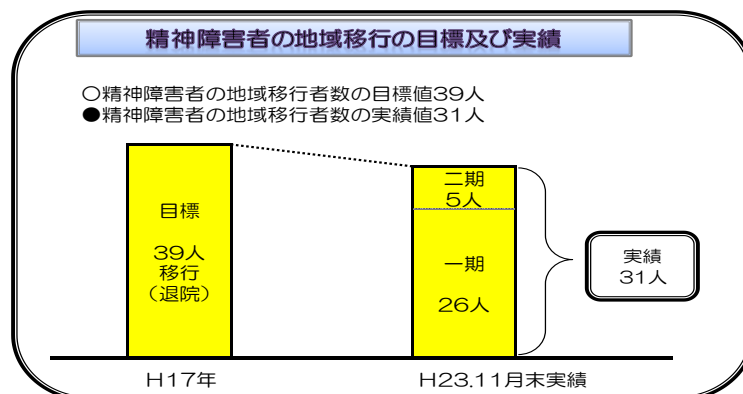 精神障害者の地域移行の目標及び実績
○精神障害者の地域移行者数の目標値39人
●精神障害者の地域移行者数の実績値31人
目標
39人
移行
（退院）
二期
5人
一期
26人
実績
31人
H17年
H23.11月末実績